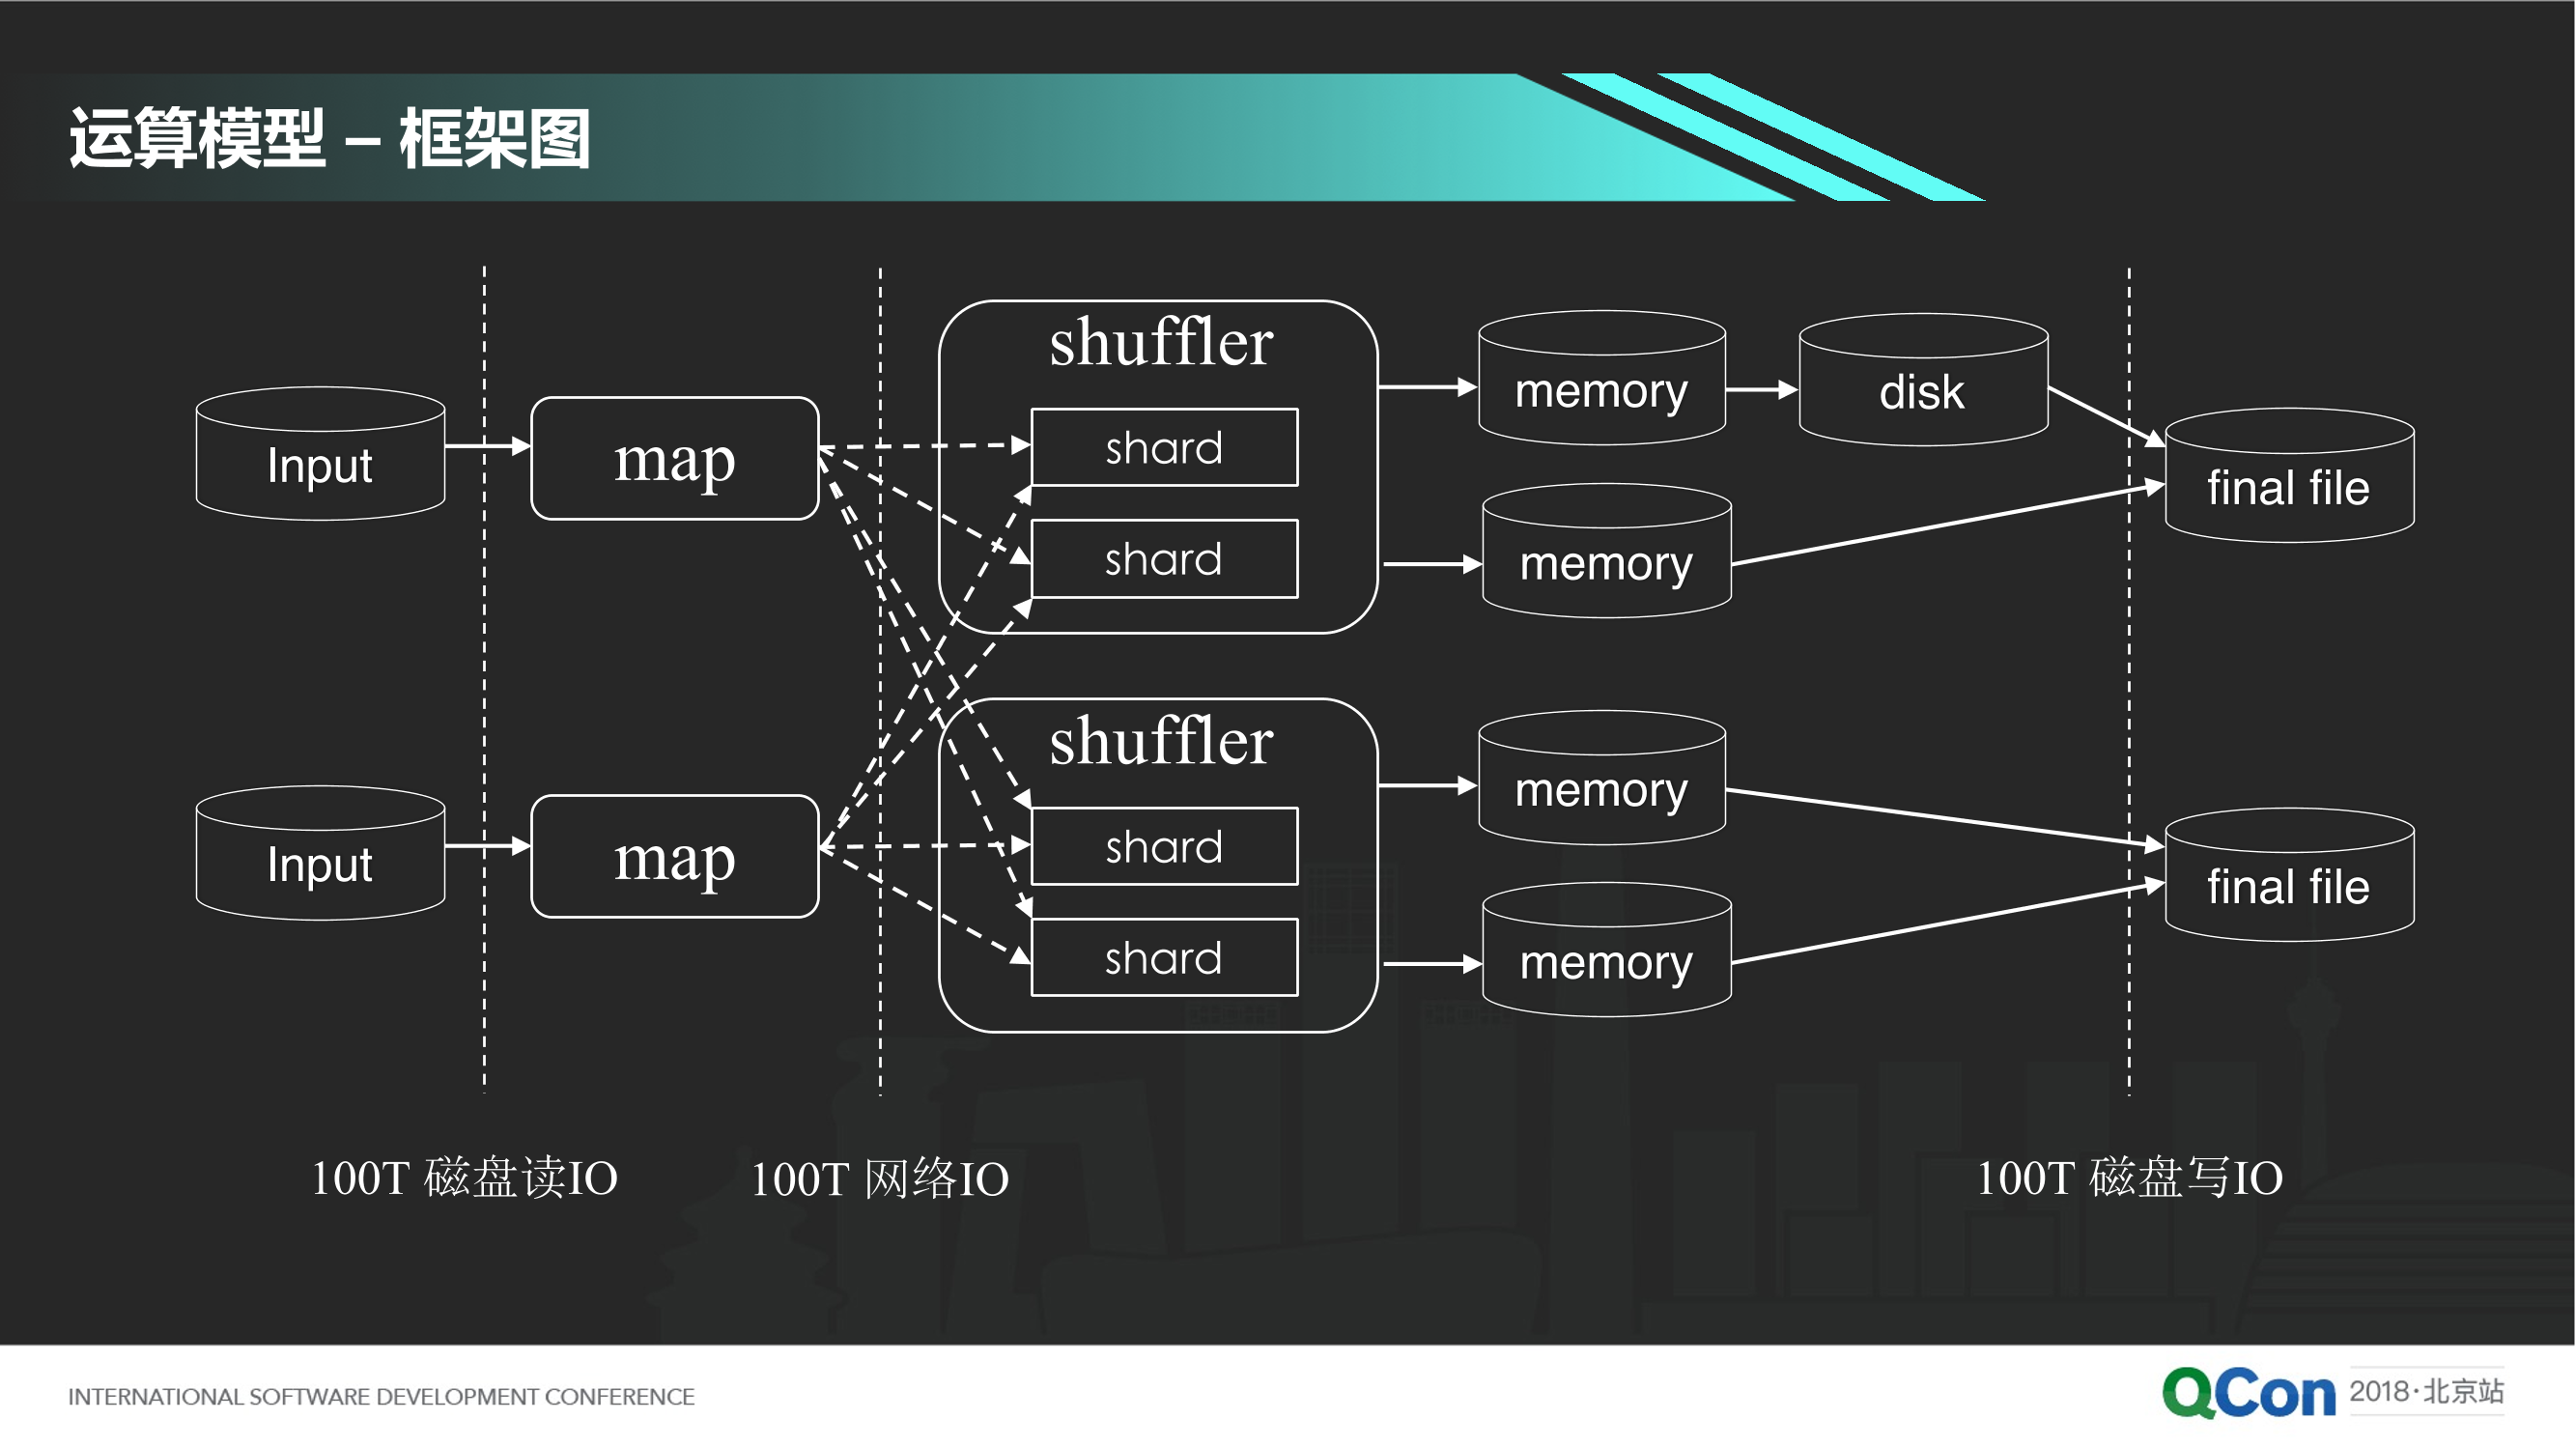 运算模型 – 框架图
Input
map
shuffler
shard
shard
memory
disk
memory
final file
Input
map
shuffler
shard
shard
memory
memory
final file
100T 磁盘读IO
100T 网络IO
100T 磁盘写IO
INTERNATIONAL SOFTWARE DEVELOPMENT CONFERENCE
QCon 2018·北京站